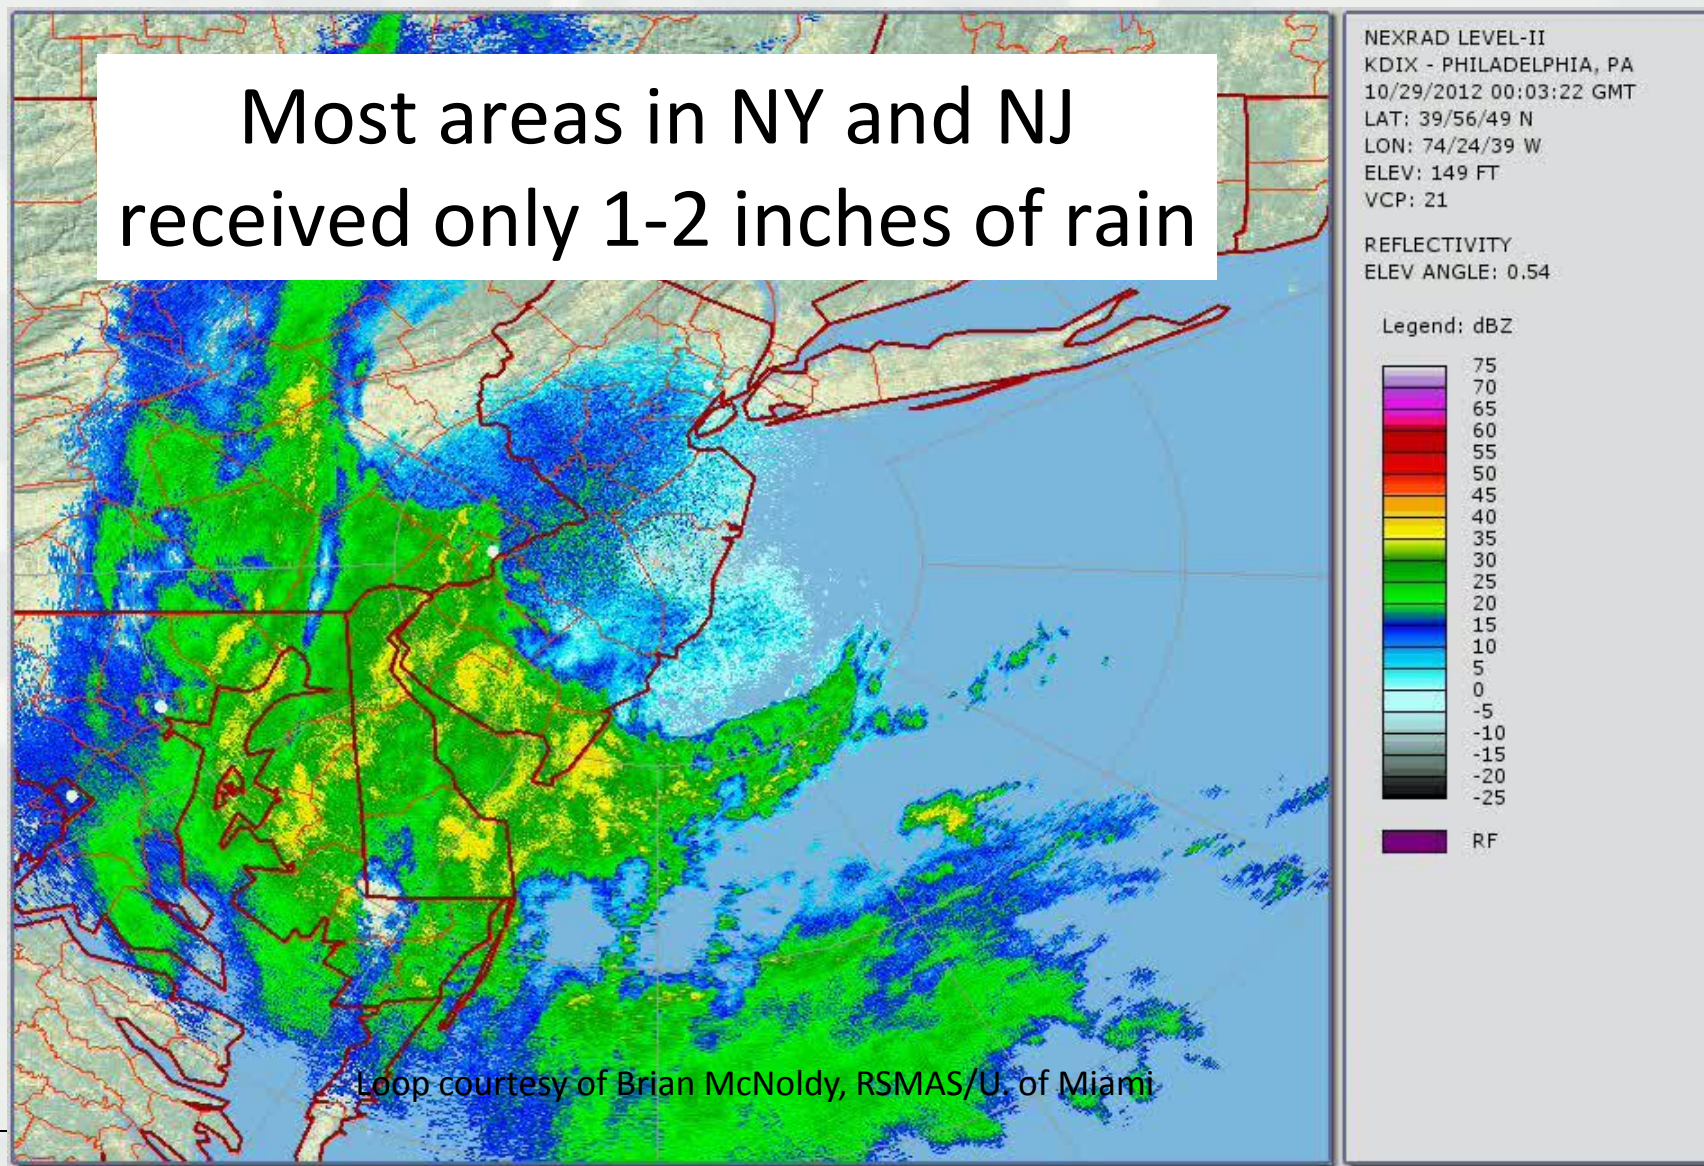 Most areas in NY and NJ
received only 1-2 inches of rain
NEXRAD LEVEL-II
KDIX - PHILADELPHIA, PA
10/29/2012 00:03:22 GMT
LAT: 39/56/49 N
LON: 74/24/39 W
ELEV: 149 FT
VCP: 21
REFLECTIVITY
ELEV ANGLE: 0.54
Legend: dBZ
75
70
65
60
55
50
45
40
35
30
25
20
15
10
5
0
-5
-10
-15
-20
-25
RF
Loop courtesy of Brian McNoldy, RSMAS/U. of Miami